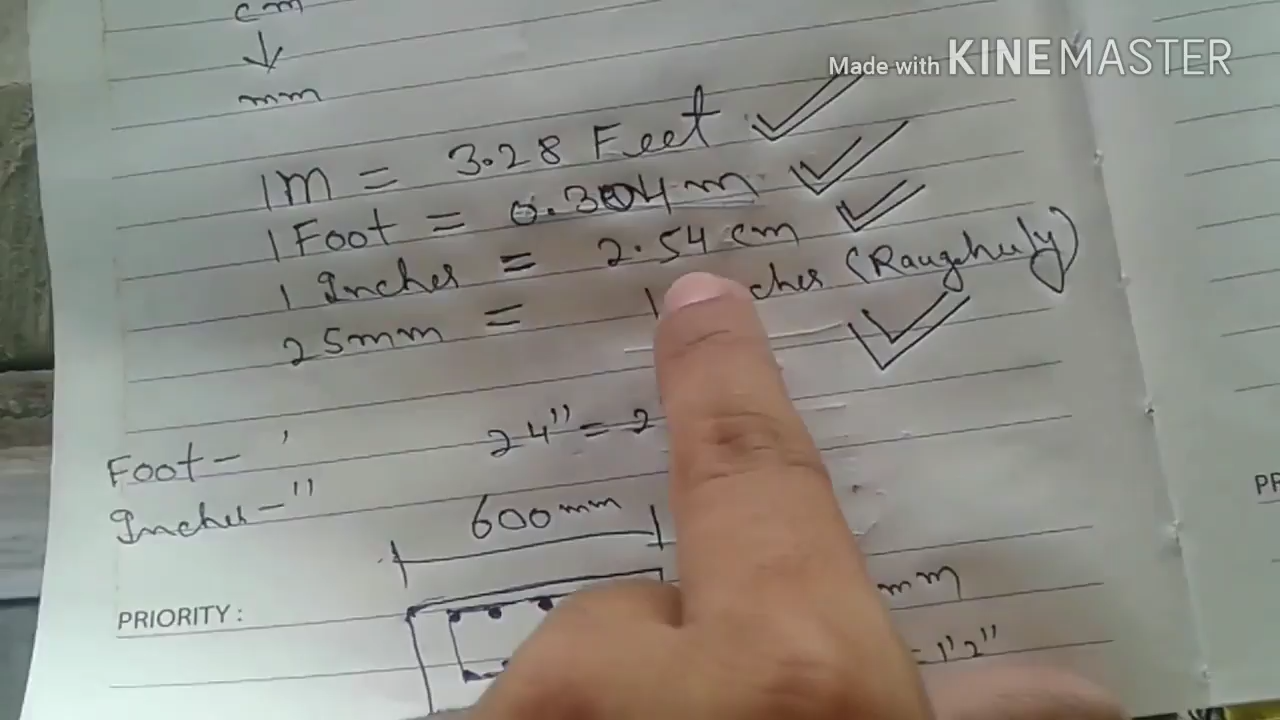 Made with KINEMASTER
cm
mm
1m = 3.28 Feet
1 Foot = 0.304 m
1 Inches = 2.54 cm
25mm = 1 ches (Raughuly)
Foot - '
Inches - "
24" = 2
600mm
mm
= 1'2"
PRIORITY:
PR